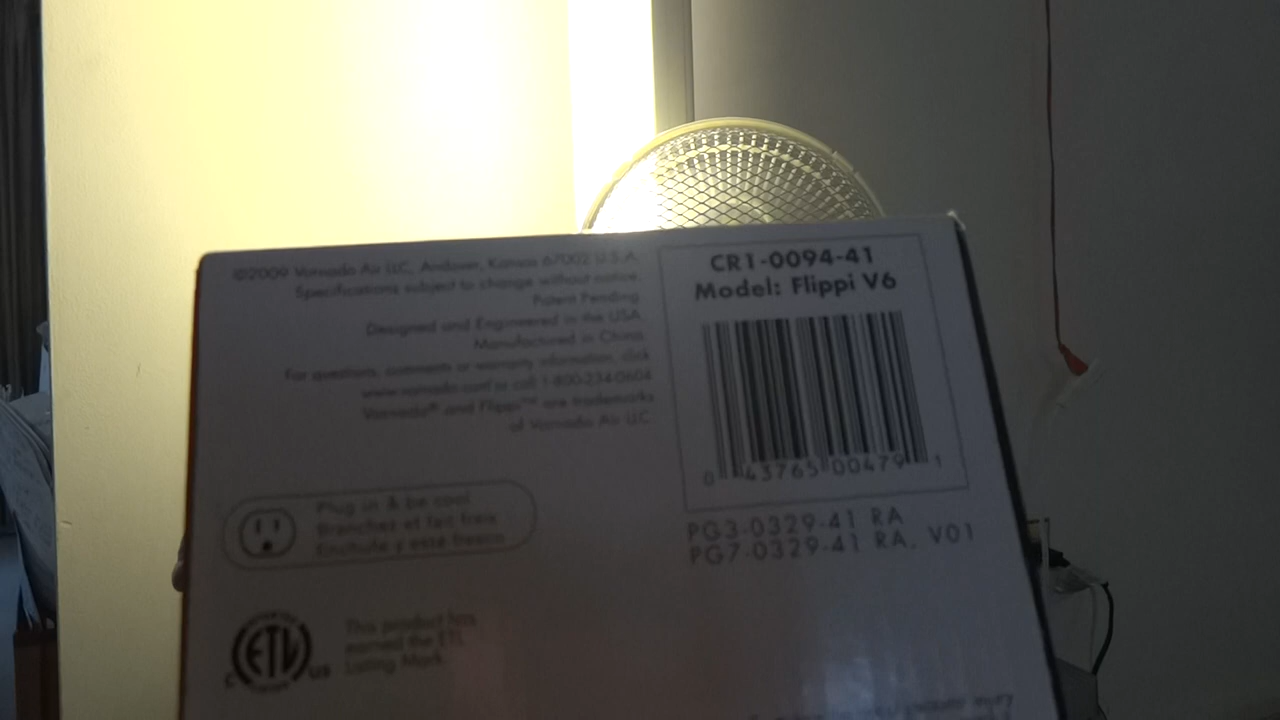 ©2009 Vornado Air LLC, Andover, Kansas 67002 U.S.A.
Specifications subject to change without notice.
Patent Pending.
Designed and Engineered in the USA
Manufactured in China.
For questions, comments or warranty information, click
www.vornado.com or call 1-800-234-0604
Vornado® and Flippi™ are trademarks
of Vornado Air LLC.
CR1-0094-41
Model: Flippi V6
0 43765 00479 1
PG3-0329-41 RA
PG7-0329-41 RA, V01
Plug in & be cool
Branchez et fait frais
Enchufe y esté fresco
ETL
C US
This product has
earned the ETL
Listing Mark.